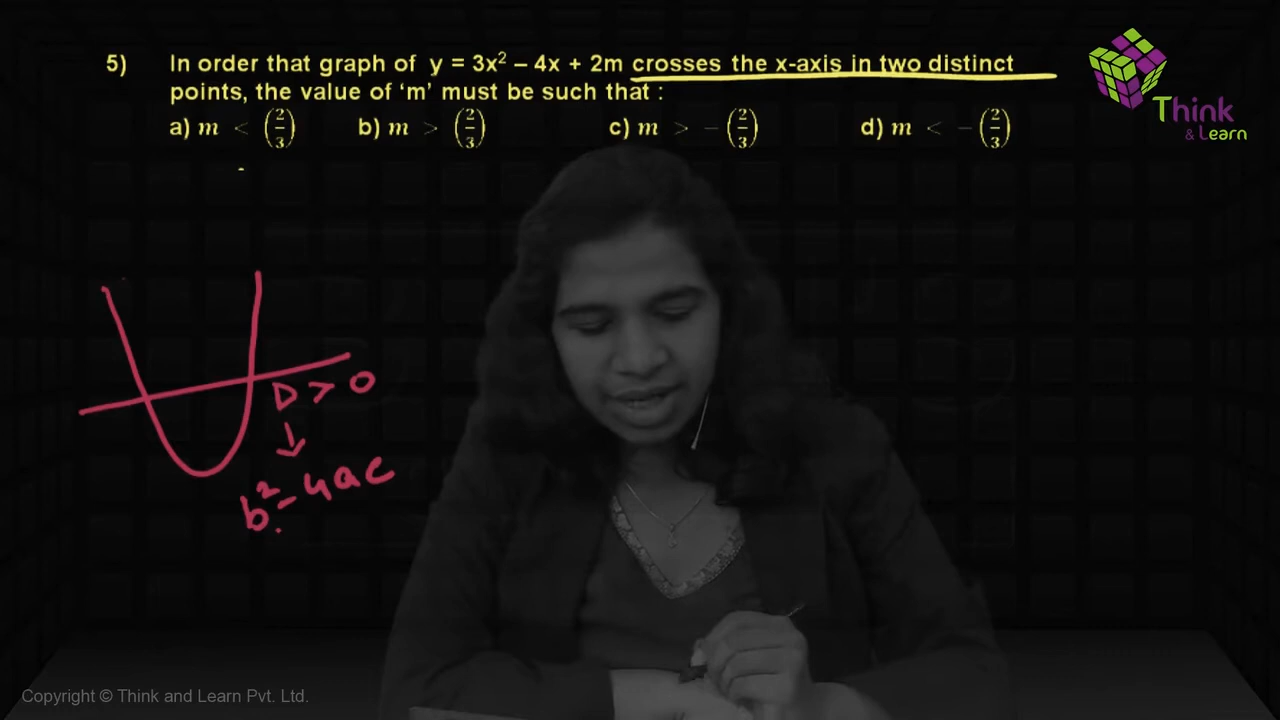 5) In order that graph of y = 3x² – 4x + 2m crosses the x-axis in two distinct
points, the value of ‘m’ must be such that :
a) m < (2/3) b) m > (2/3) c) m > –(2/3) d) m < –(2/3)
Think
& Learn
D > 0
↓
b² - 4ac
Copyright © Think and Learn Pvt. Ltd.